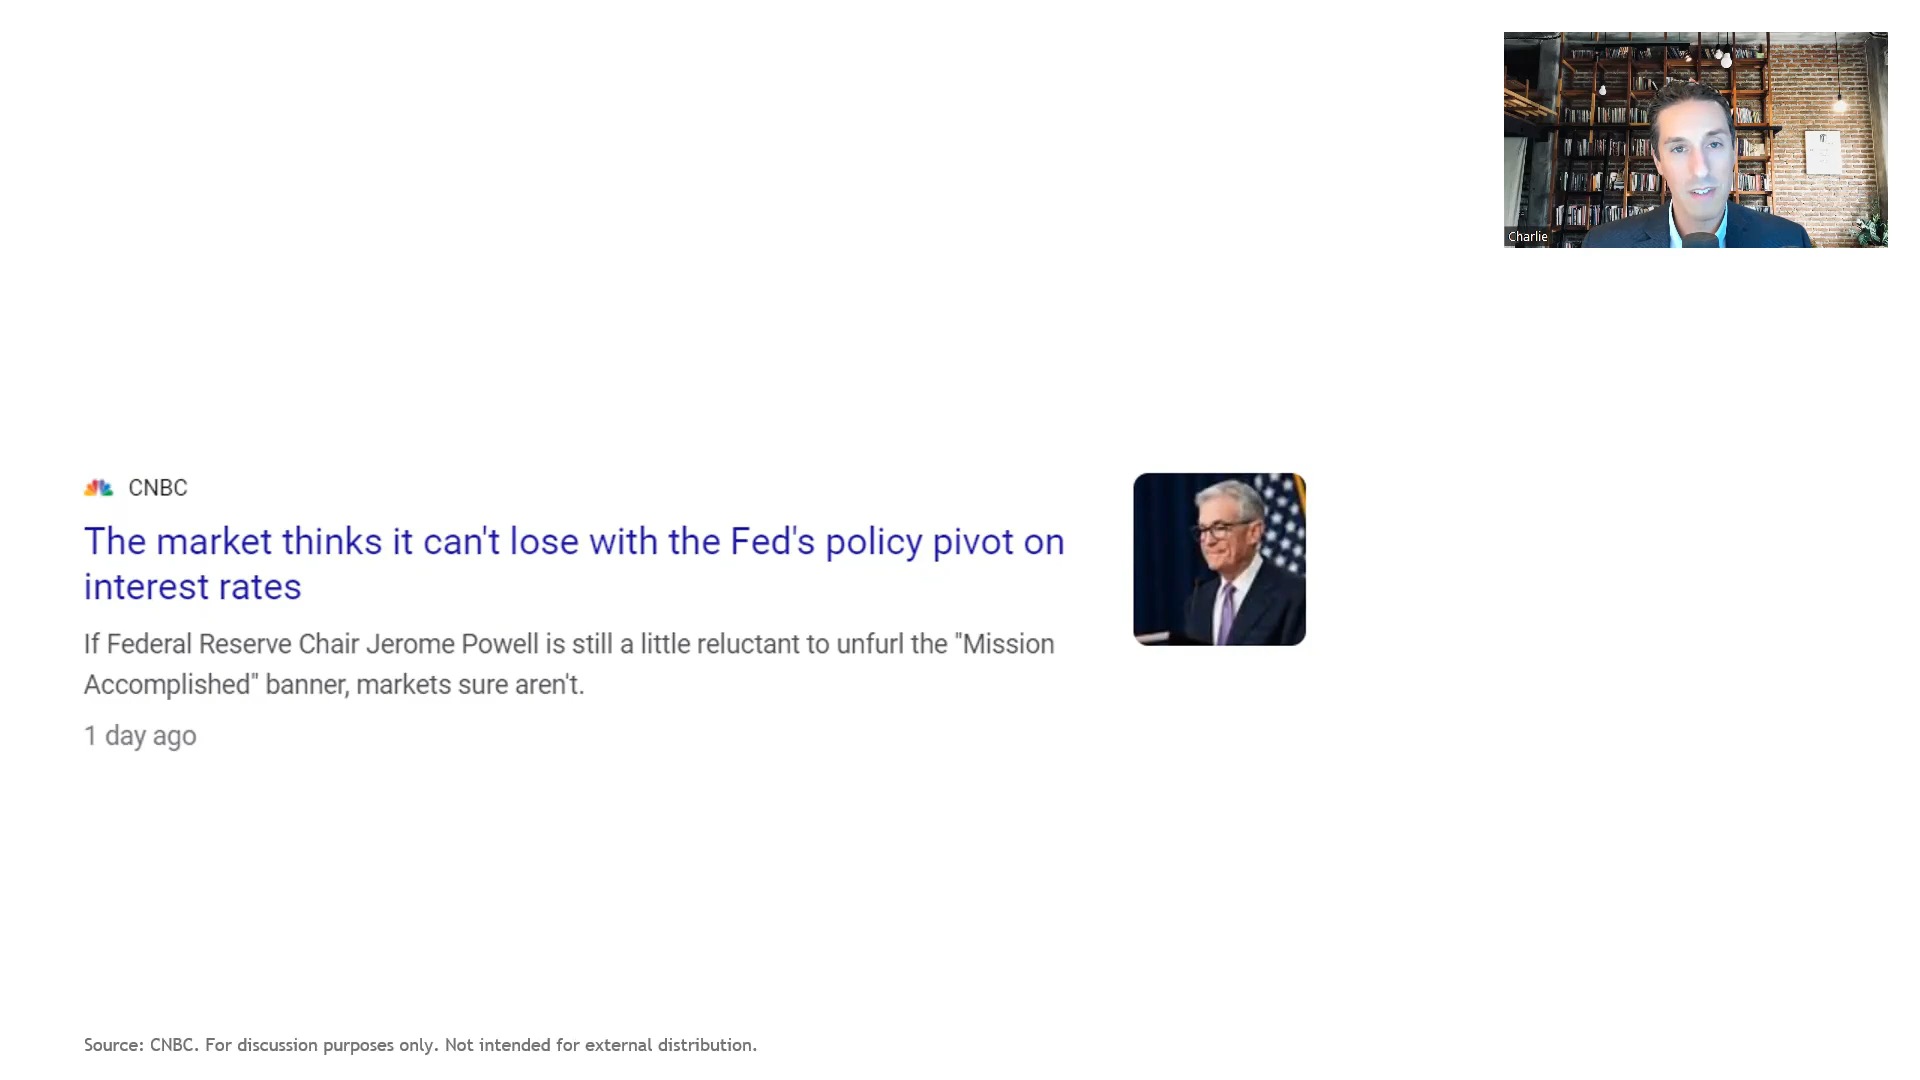 Charlie
CNBC
The market thinks it can't lose with the Fed's policy pivot on
interest rates
If Federal Reserve Chair Jerome Powell is still a little reluctant to unfurl the "Mission
Accomplished" banner, markets sure aren't.
1 day ago
Source: CNBC. For discussion purposes only. Not intended for external distribution.